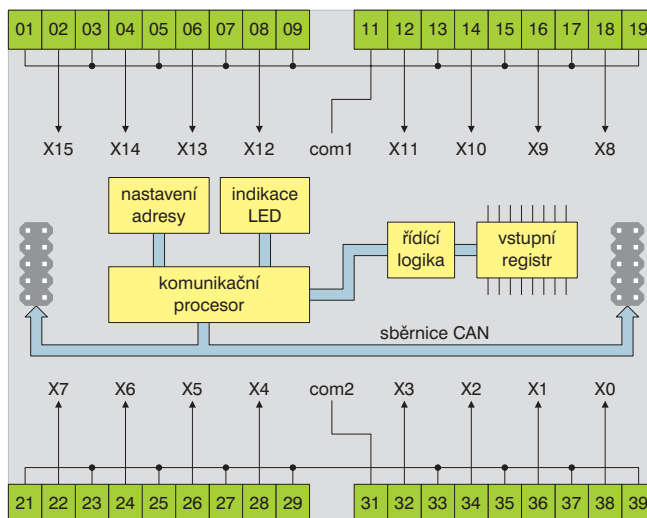 01 02 03 04 05 06 07 08 09 11 12 13 14 15 16 17 18 19
X15 X14 X13 X12 com1 X11 X10 X9 X8
nastavení
adresy
indikace
LED
řídící
logika
vstupní
registr
komunikační
procesor
sběrnice CAN
X7 X6 X5 X4 com2 X3 X2 X1 X0
21 22 23 24 25 26 27 28 29 31 32 33 34 35 36 37 38 39